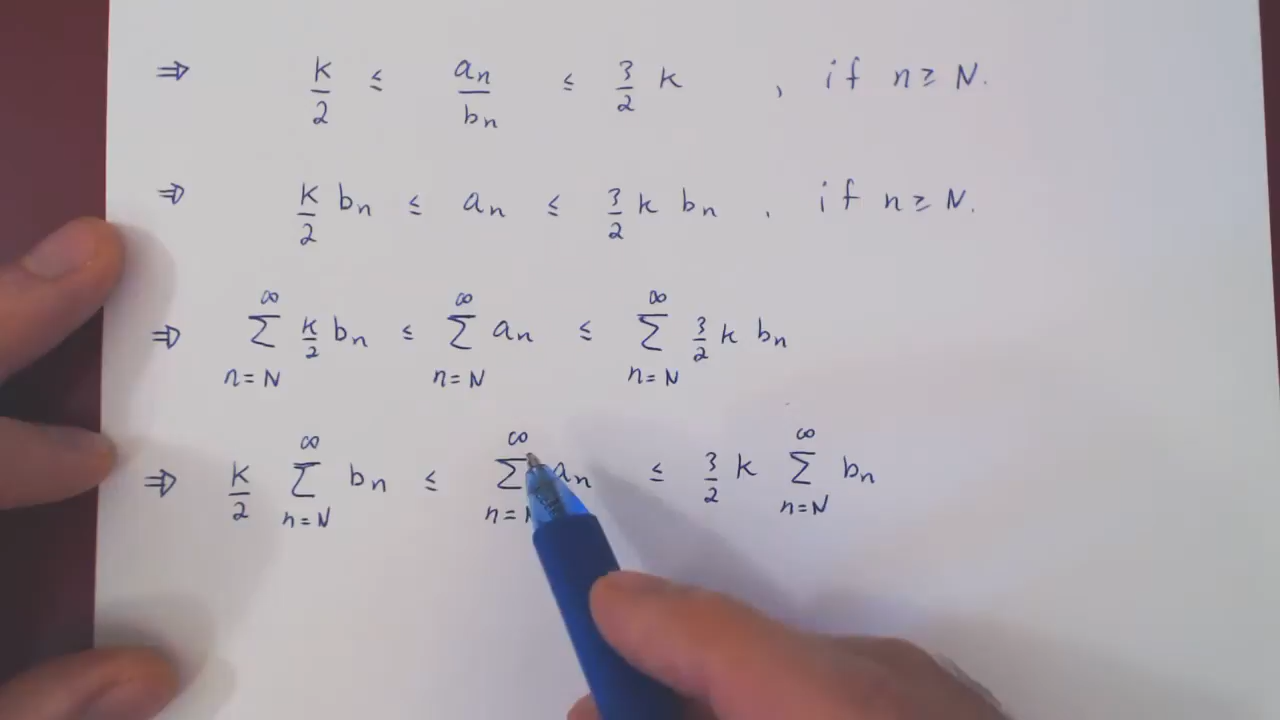 ⇒ k/2 ≤ a_n/b_n ≤ 3/2 k , if n ≥ N.
⇒ k/2 b_n ≤ a_n ≤ 3/2 k b_n , if n ≥ N.
⇒ ∑_{n=N}^{∞} k/2 b_n ≤ ∑_{n=N}^{∞} a_n ≤ ∑_{n=N}^{∞} 3/2 k b_n
⇒ k/2 ∑_{n=N}^{∞} b_n ≤ ∑_{n=N}^{∞} a_n ≤ 3/2 k ∑_{n=N}^{∞} b_n